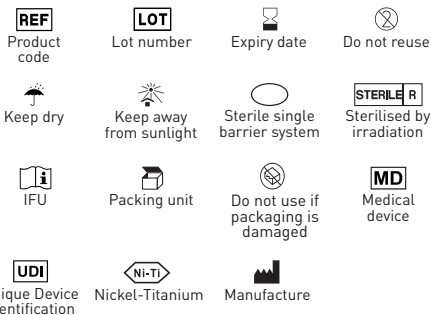 REF
LOT
Product code
Lot number
Expiry date
Do not reuse
STERILE R
Keep dry
Keep away from sunlight
Sterile single barrier system
Sterilised by irradiation
i
MD
IFU
Packing unit
Do not use if packaging is damaged
Medical device
UDI
Ni-Ti
Device
Nickel-Titanium
Manufacture